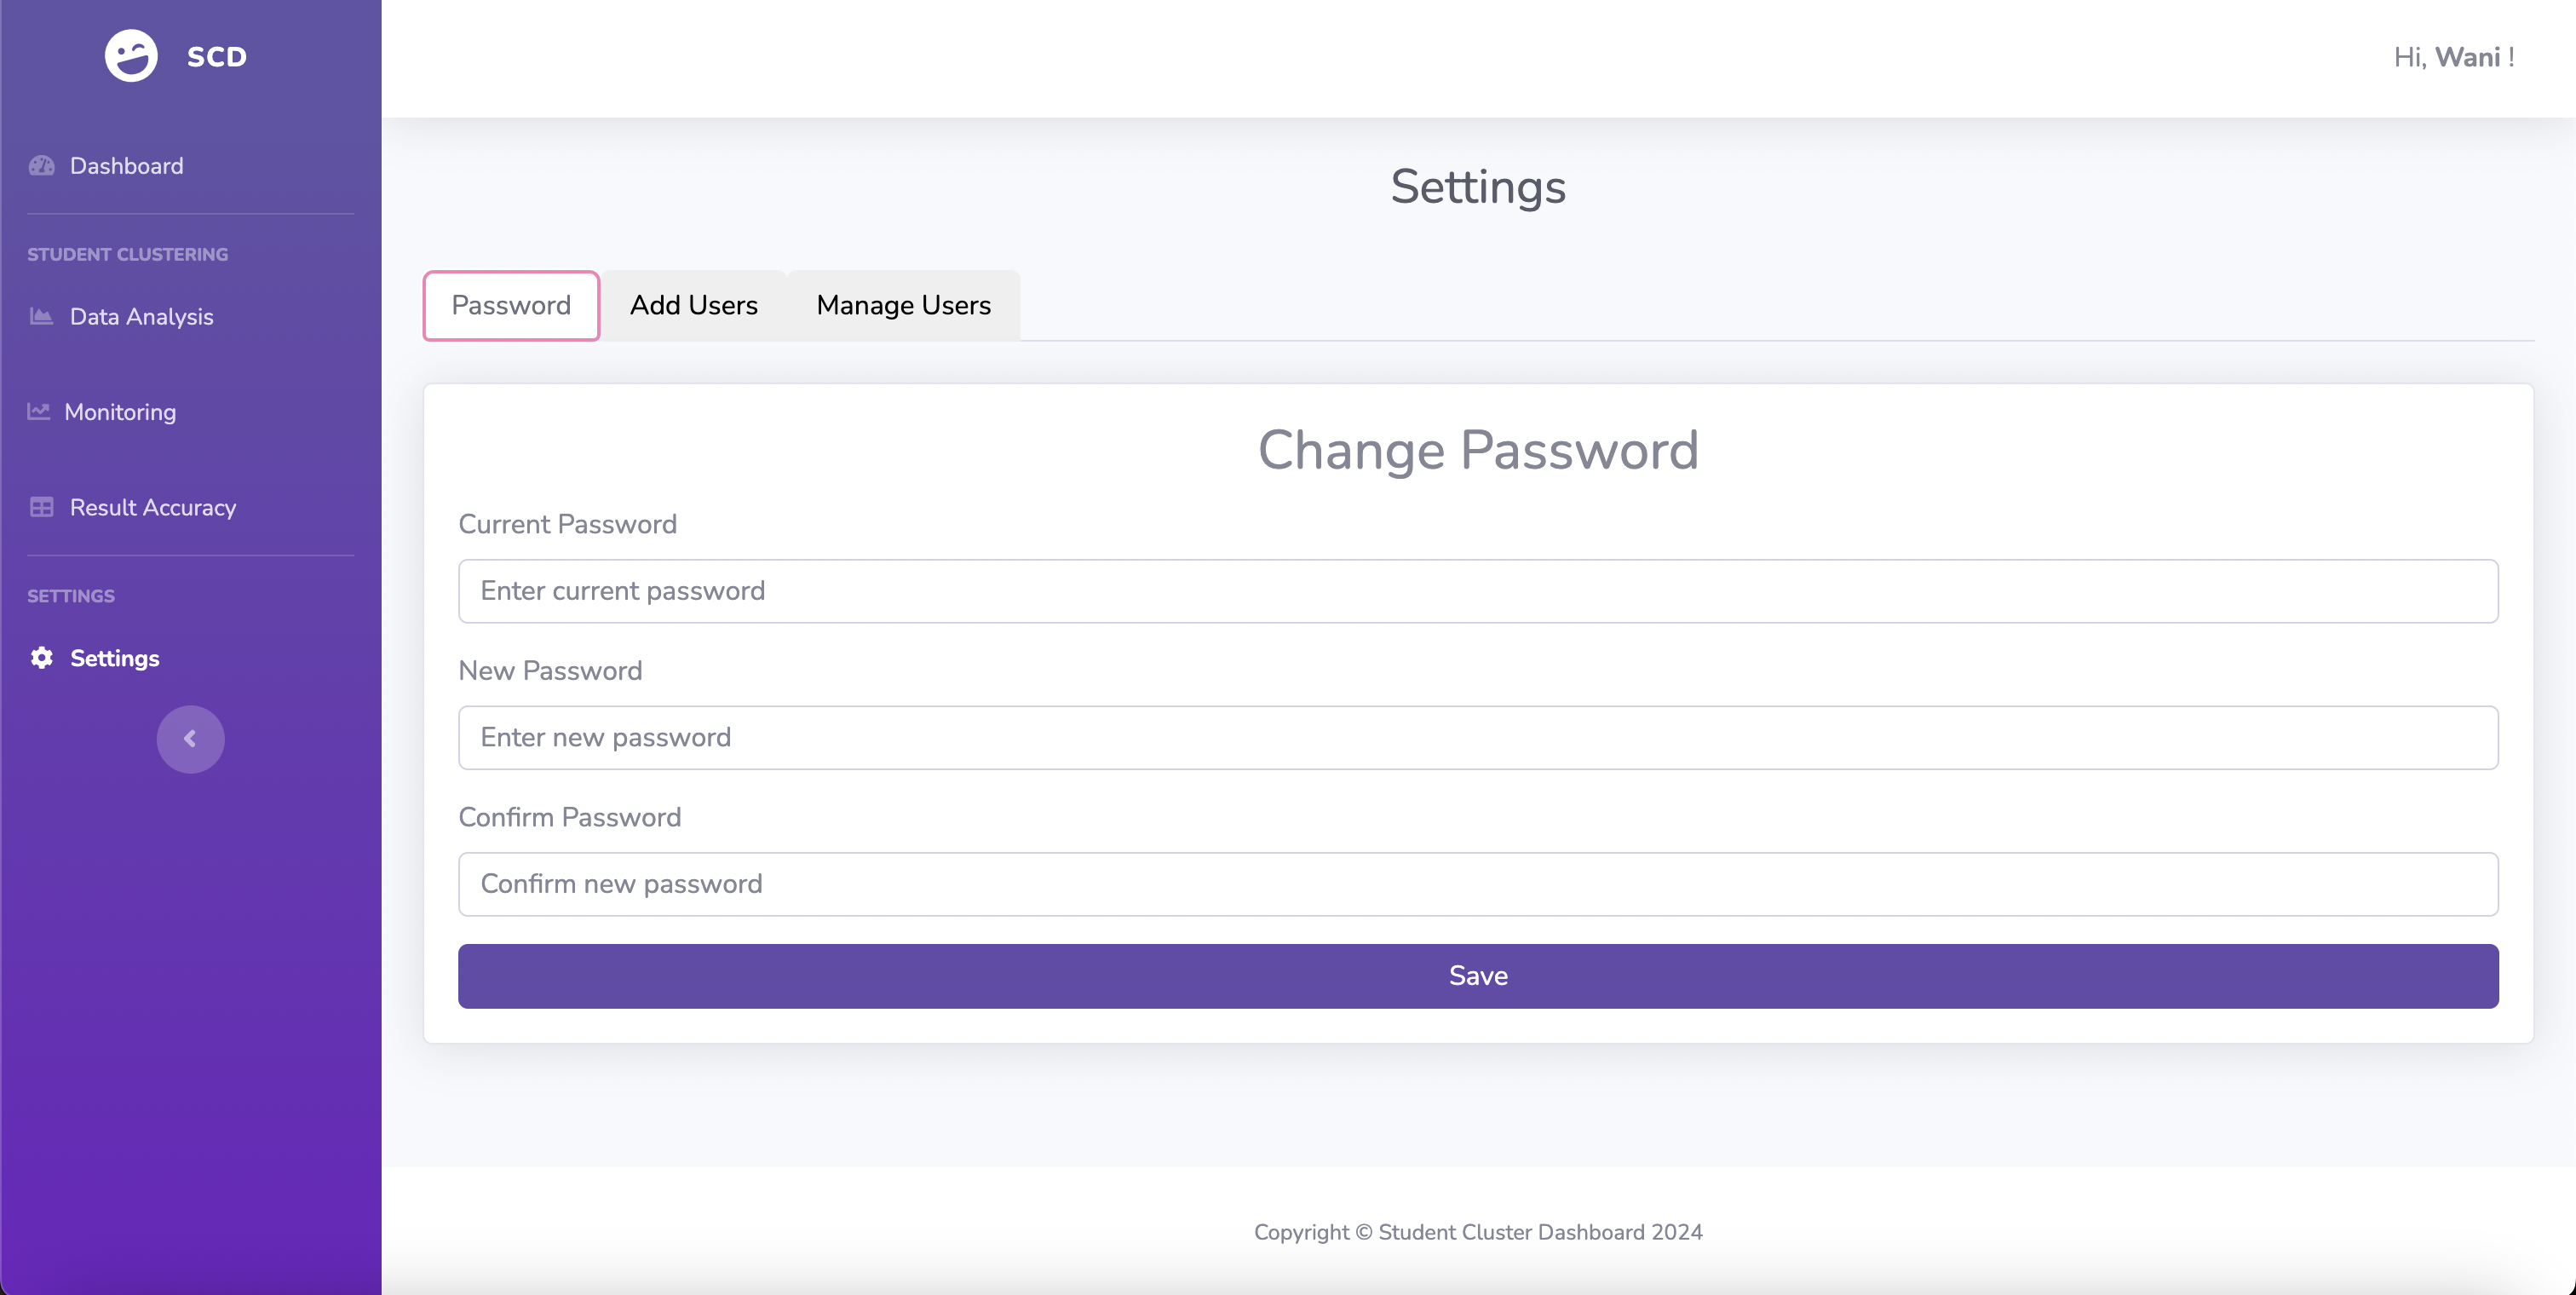 SCD
Hi, Wani !
Dashboard
STUDENT CLUSTERING
Data Analysis
Monitoring
Result Accuracy
SETTINGS
Settings
Settings
Password
Add Users
Manage Users
Change Password
Current Password
Enter current password
New Password
Enter new password
Confirm Password
Confirm new password
Save
Copyright © Student Cluster Dashboard 2024